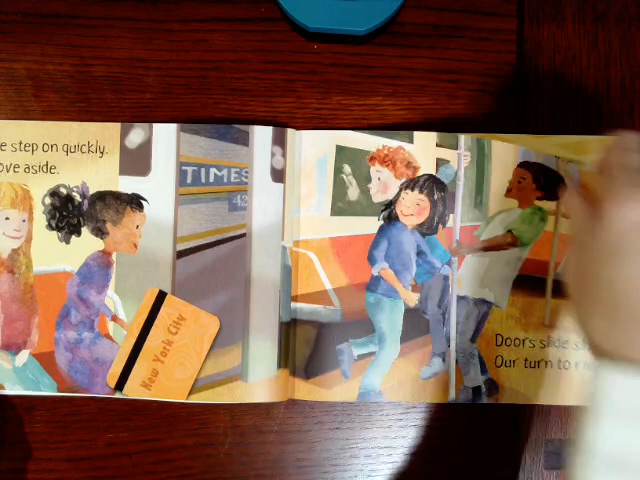 e step on quickly.
ove aside.
TIMES
42
New York City
Doors slide
Our turn to